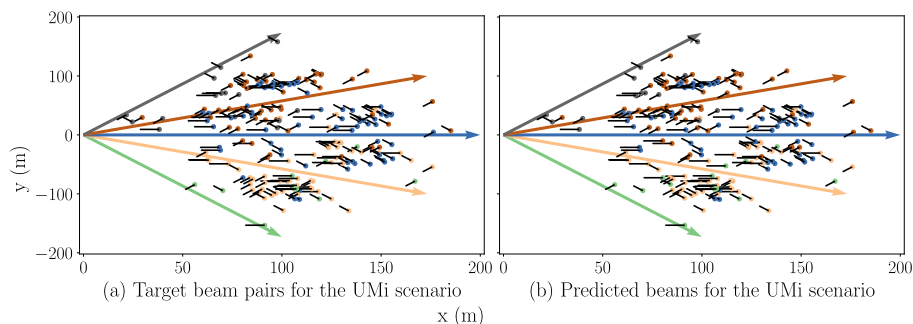 200
100
0
−100
−200
y (m)
0 50 100 150 200 0 50 100 150 200
(a) Target beam pairs for the UMi scenario (b) Predicted beams for the UMi scenario
x (m)